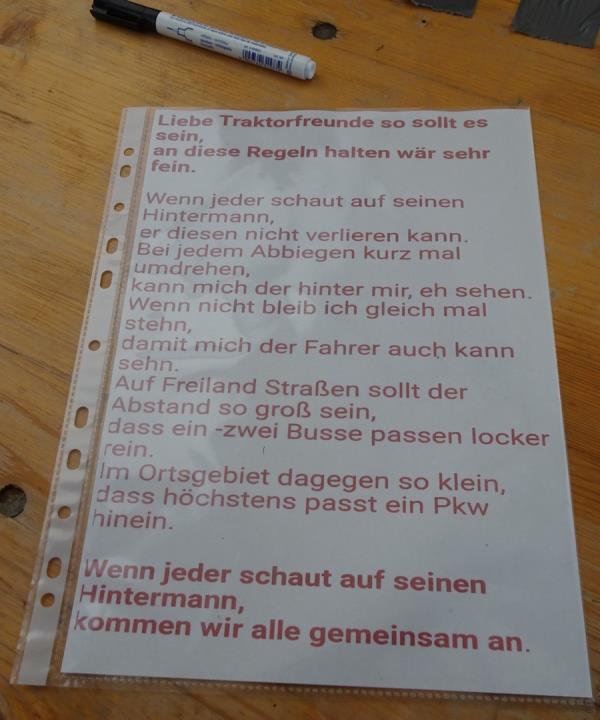 Liebe Traktorfreunde so sollt es
sein,
an diese Regeln halten wär sehr
fein.
Wenn jeder schaut auf seinen
Hintermann,
er diesen nicht verlieren kann.
Bei jedem Abbiegen kurz mal
umdrehen,
kann mich der hinter mir, eh sehen.
Wenn nicht bleib ich gleich mal
stehn,
damit mich der Fahrer auch kann
sehn.
Auf Freiland Straßen sollt der
Abstand so groß sein,
dass ein -zwei Busse passen locker
rein.
Im Ortsgebiet dagegen so klein,
dass höchstens passt ein Pkw
hinein.
Wenn jeder schaut auf seinen
Hintermann,
kommen wir alle gemeinsam an.